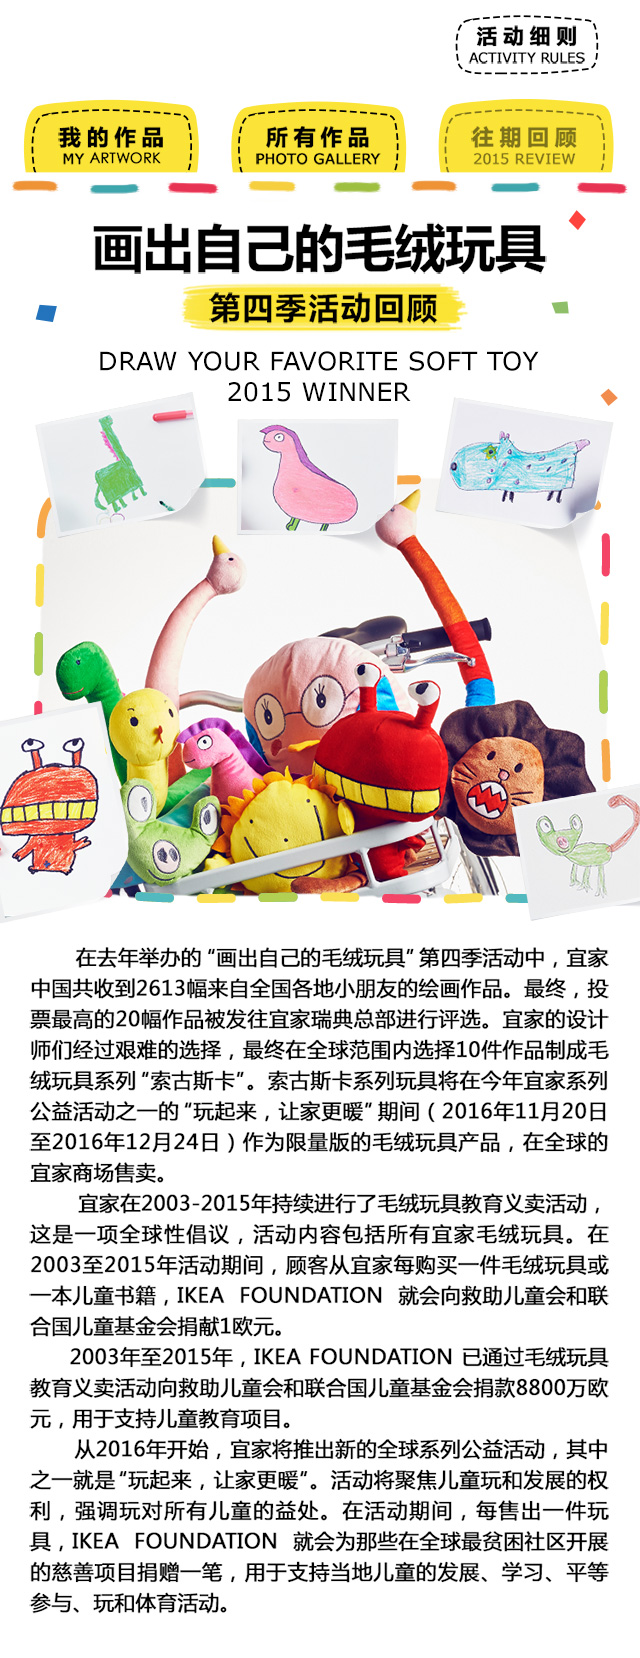 活动细则
ACTIVITY RULES
我的作品
MY ARTWORK
所有作品
PHOTO GALLERY
往期回顾
2015 REVIEW
画出自己的毛绒玩具
第四季活动回顾
DRAW YOUR FAVORITE SOFT TOY
2015 WINNER
在去年举办的“画出自己的毛绒玩具”第四季活动中，宜家
中国共收到2613幅来自全国各地小朋友的绘画作品。最终，投
票最高的20幅作品被发往宜家瑞典总部进行评选。宜家的设计
师们经过艰难的选择，最终在全球范围内选择10件作品制成毛
绒玩具系列“索古斯卡”。索古斯卡系列玩具将在今年宜家系列
公益活动之一的“玩起来，让家更暖”期间（2016年11月20日
至2016年12月24日）作为限量版的毛绒玩具产品，在全球的
宜家商场售卖。
宜家在2003-2015年持续进行了毛绒玩具教育义卖活动，
这是一项全球性倡议，活动内容包括所有宜家毛绒玩具。在
2003至2015年活动期间，顾客从宜家每购买一件毛绒玩具或
一本儿童书籍，IKEA FOUNDATION 就会向救助儿童会和联
合国儿童基金会捐献1欧元。
2003年至2015年，IKEA FOUNDATION 已通过毛绒玩具
教育义卖活动向救助儿童会和联合国儿童基金会捐款8800万欧
元，用于支持儿童教育项目。
从2016年开始，宜家将推出新的全球系列公益活动，其中
之一就是“玩起来，让家更暖”。活动将聚焦儿童玩和发展的权
利，强调玩对所有儿童的益处。在活动期间，每售出一件玩
具，IKEA FOUNDATION 就会为那些在全球最贫困社区开展
的慈善项目捐赠一笔，用于支持当地儿童的发展、学习、平等
参与、玩和体育活动。